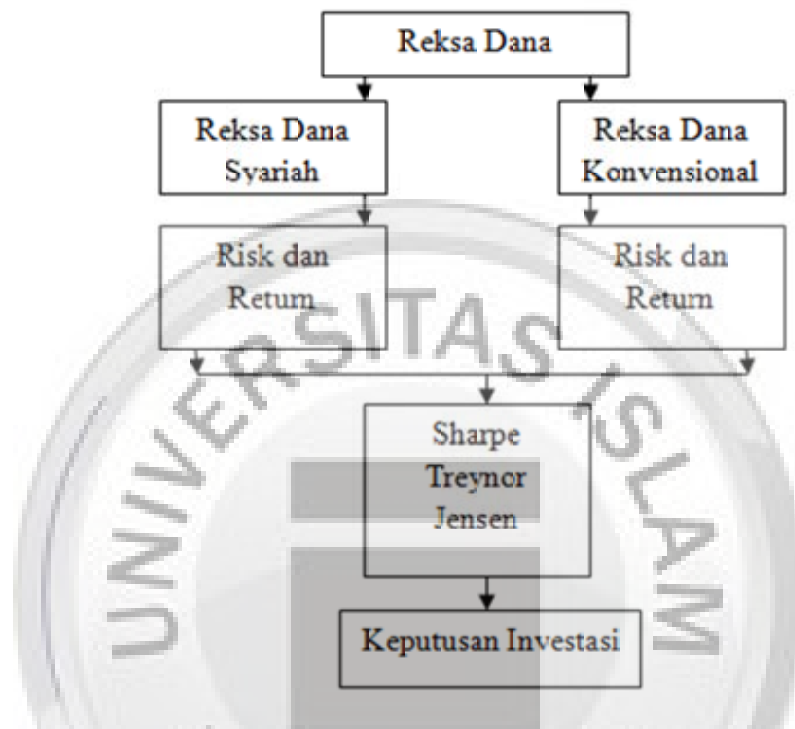 Reksa Dana
Reksa Dana
Syariah
Reksa Dana
Konvensional
Risk dan
Return
Risk dan
Return
UNIVERSITAS ISLAM
Sharpe
Treynor
Jensen
Keputusan Investasi